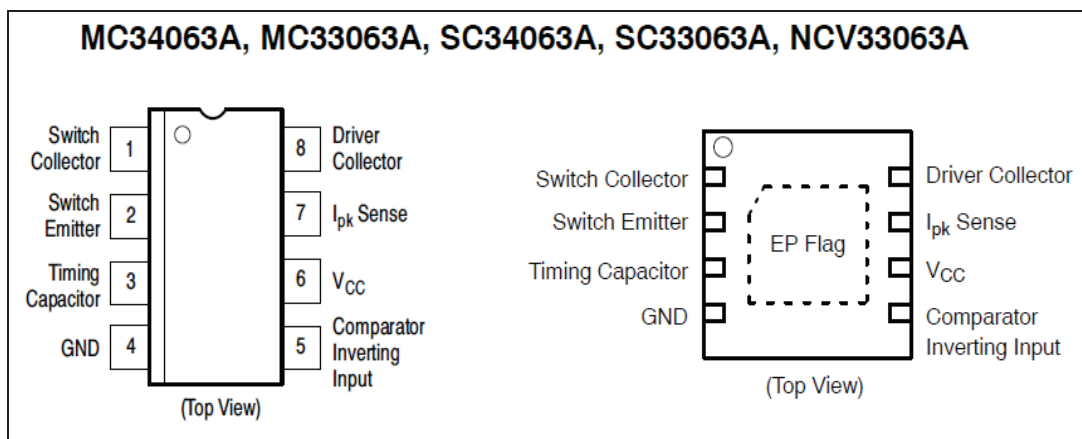 MC34063A, MC33063A, SC34063A, SC33063A, NCV33063A
Switch
Collector
1
8
Driver
Collector
Switch
Emitter
2
7
Ipk Sense
Timing
Capacitor
3
6
VCC
GND
4
5
Comparator
Inverting
Input
(Top View)
Switch Collector
Driver Collector
Switch Emitter
Ipk Sense
EP Flag
Timing Capacitor
VCC
GND
Comparator
Inverting Input
(Top View)